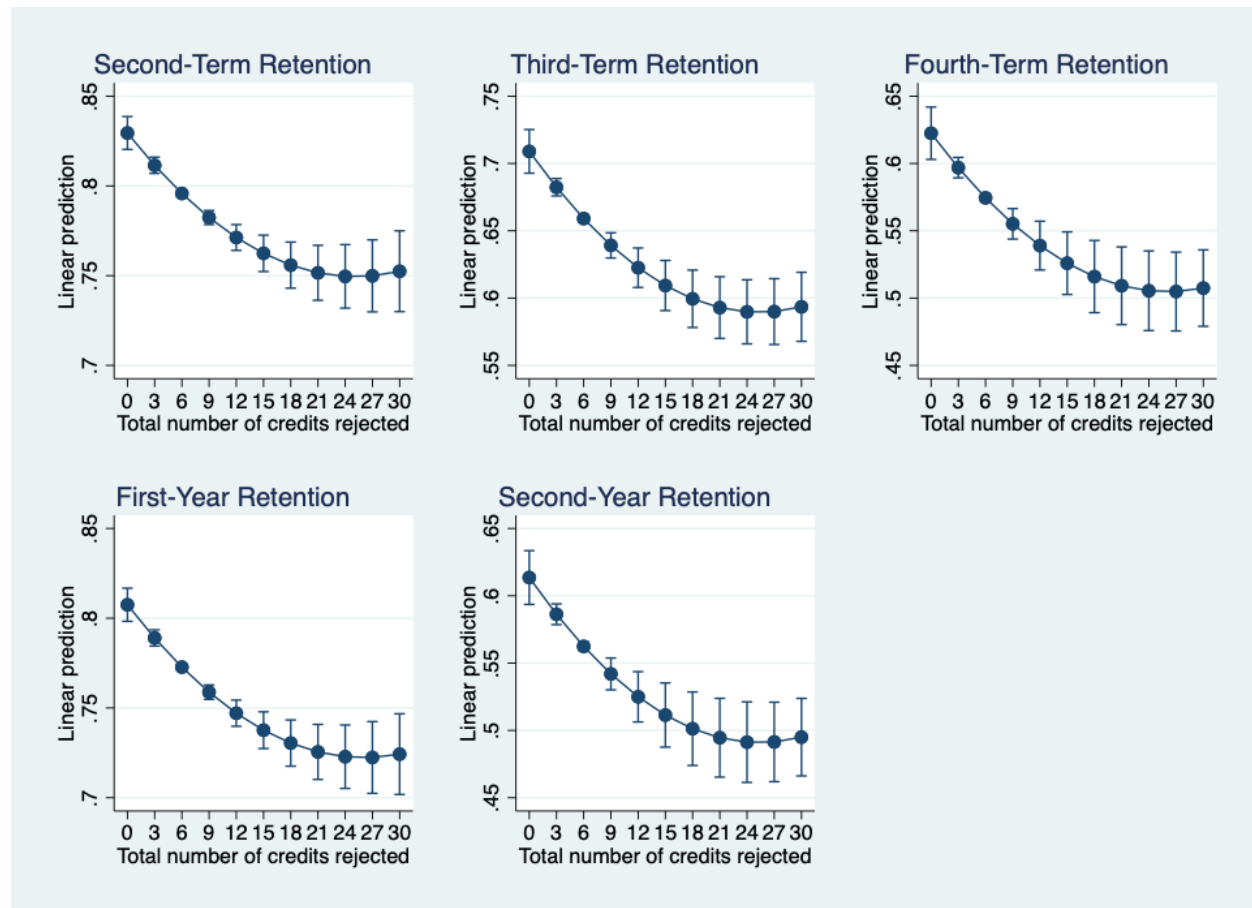 Second-Term Retention
Third-Term Retention
Fourth-Term Retention
.85
.8
.75
.7
Linear prediction
0 3 6 9 12 15 18 21 24 27 30
Total number of credits rejected
.75
.7
.65
.6
.55
Linear prediction
0 3 6 9 12 15 18 21 24 27 30
Total number of credits rejected
.65
.6
.55
.5
.45
Linear prediction
0 3 6 9 12 15 18 21 24 27 30
Total number of credits rejected
First-Year Retention
Second-Year Retention
.85
.8
.75
.7
Linear prediction
0 3 6 9 12 15 18 21 24 27 30
Total number of credits rejected
.65
.6
.55
.5
.45
Linear prediction
0 3 6 9 12 15 18 21 24 27 30
Total number of credits rejected